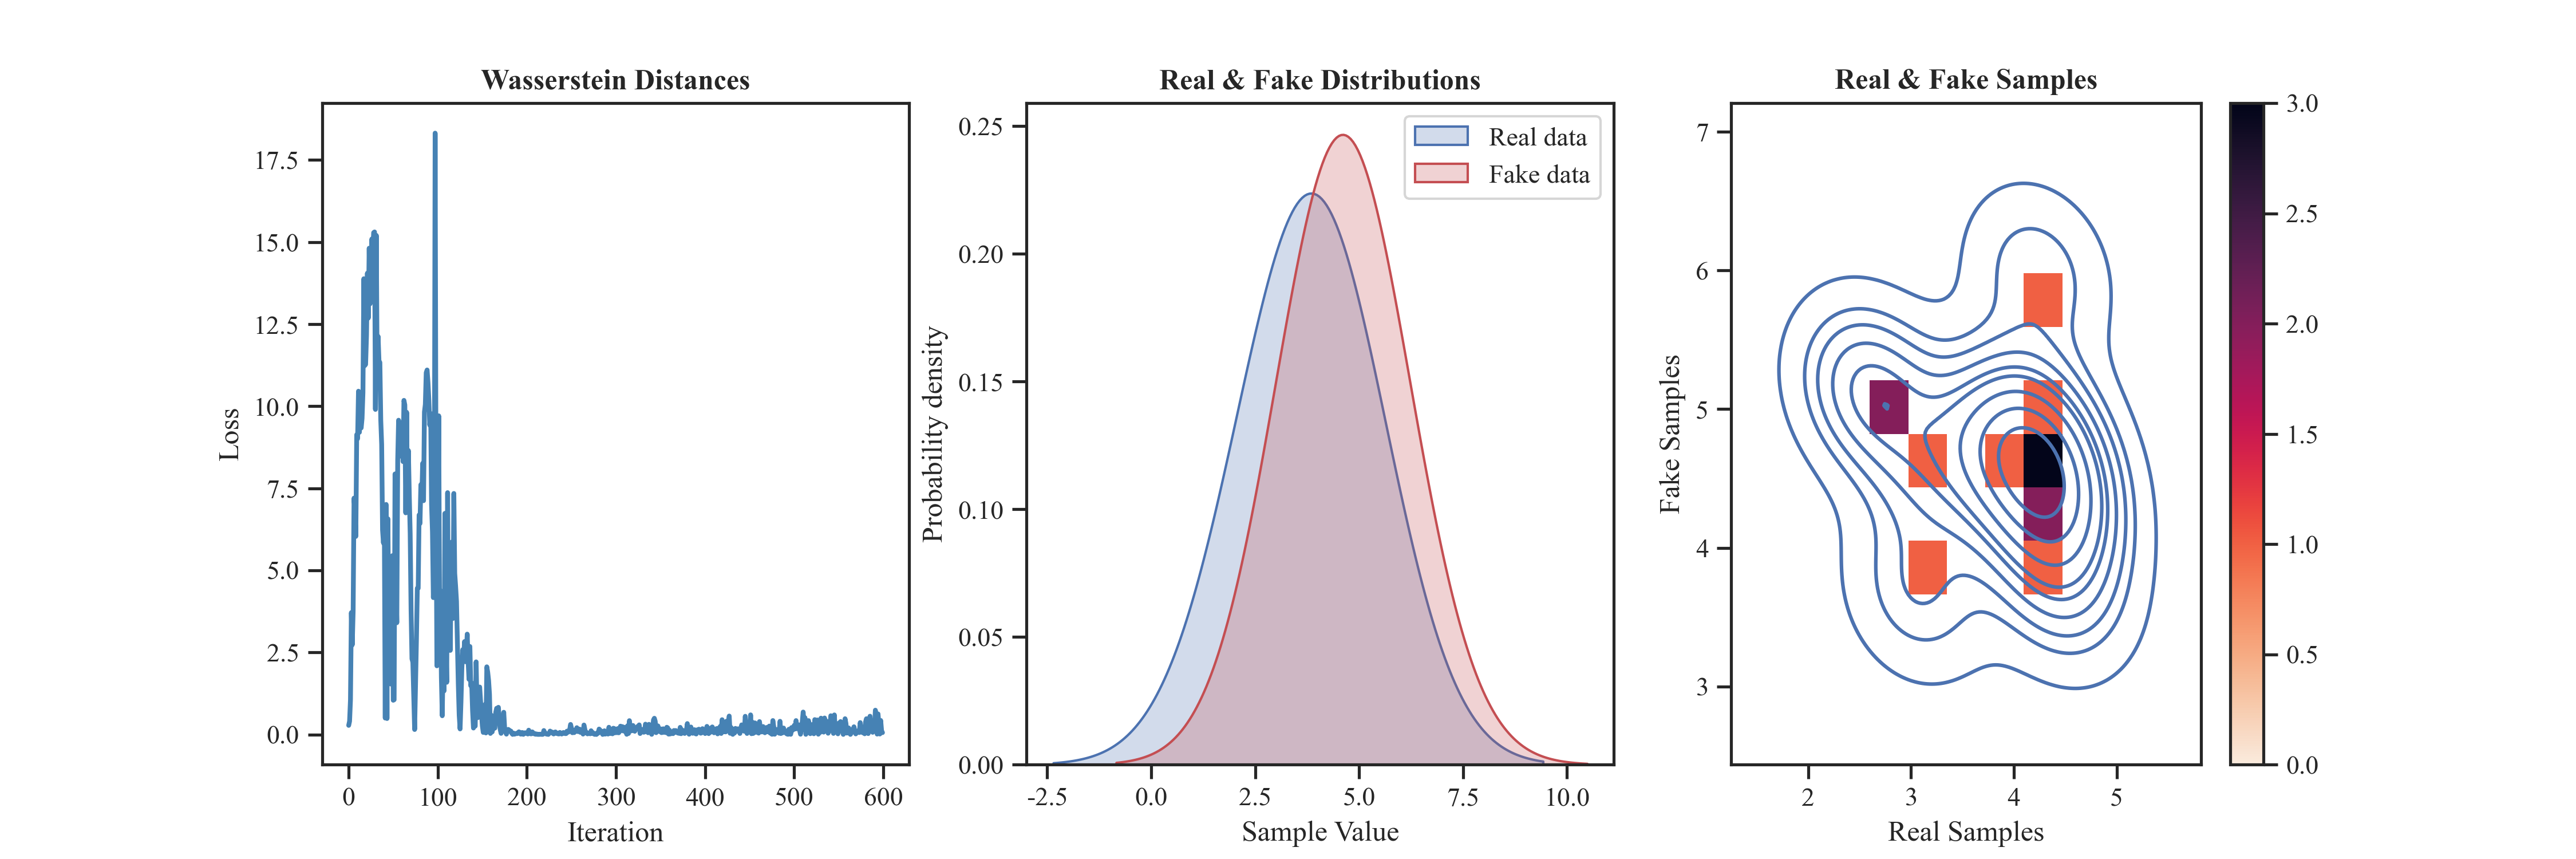 Wasserstein Distances
Loss
17.5
15.0
12.5
10.0
7.5
5.0
2.5
0.0
0 100 200 300 400 500 600
Iteration
Real & Fake Distributions
Probability density
0.25
0.20
0.15
0.10
0.05
0.00
Real data
Fake data
-2.5 0.0 2.5 5.0 7.5 10.0
Sample Value
Real & Fake Samples
Fake Samples
7
6
5
4
3
2 3 4 5
Real Samples
3.0
2.5
2.0
1.5
1.0
0.5
0.0